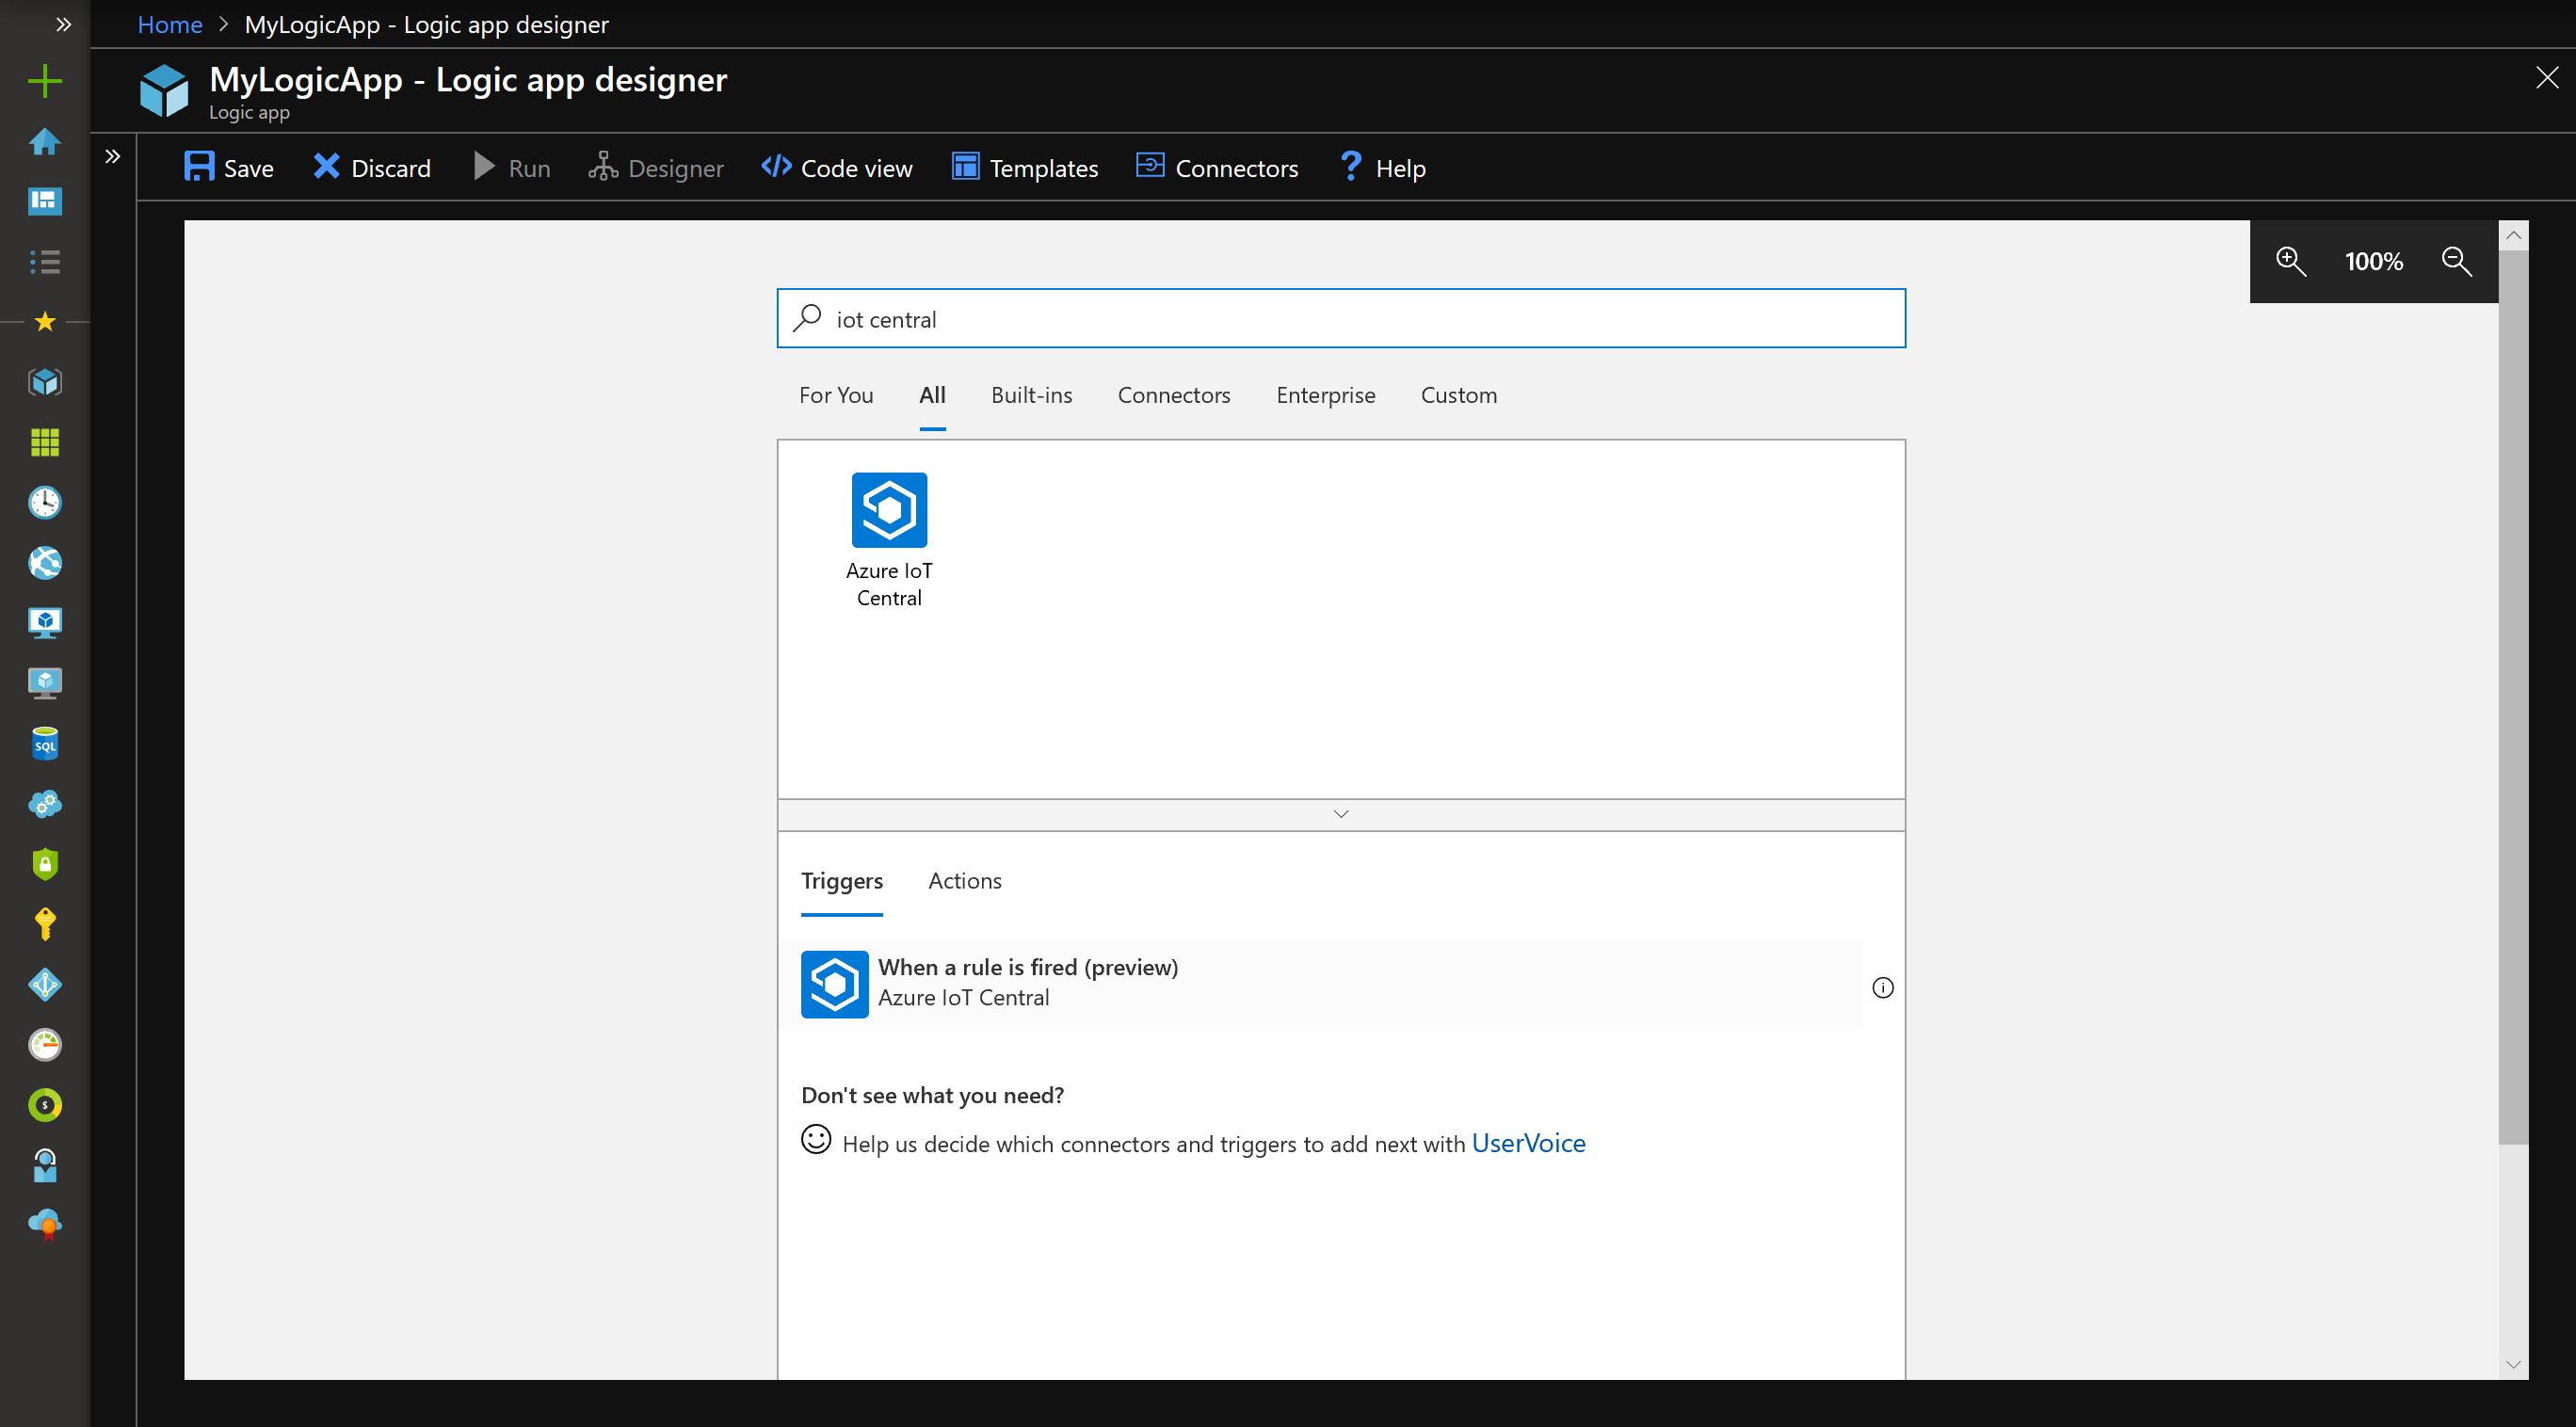 Home > MyLogicApp - Logic app designer
MyLogicApp - Logic app designer
Logic app
Save Discard Run Designer Code view Templates Connectors Help
100%
iot central
For You All Built-ins Connectors Enterprise Custom
Azure IoT
Central
SQL
Triggers Actions
When a rule is fired (preview)
Azure IoT Central
Don't see what you need?
Help us decide which connectors and triggers to add next with UserVoice